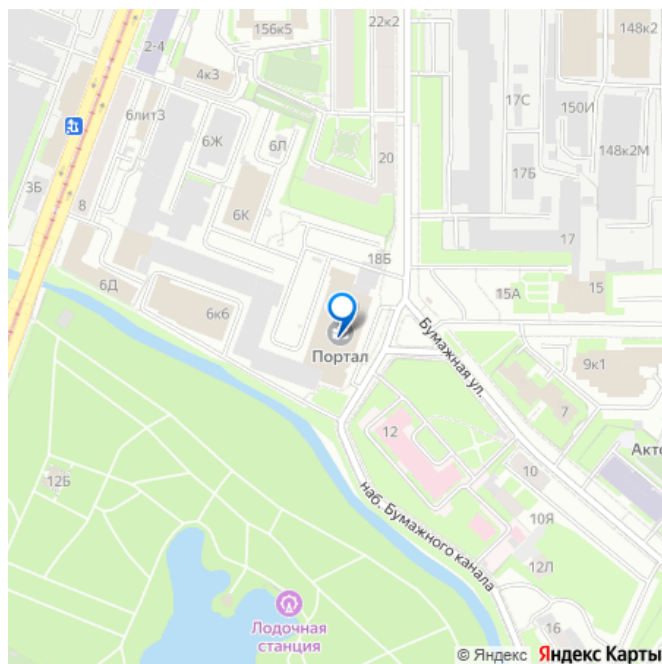 22к2
156к5
148к2
2-4
4к3
17С
150И
6лит3
6Ж
6Л
148к2М
20
17Б
3Б
8
6К
17
18Б
6Д
15А
15
6к6
Портал
Бумажная ул.
9к1
7
12
Акто
10
12Б
наб. Бумажного канала
10Я
12Л
Лодочная
станция
16
© Яндекс Яндекс Карты